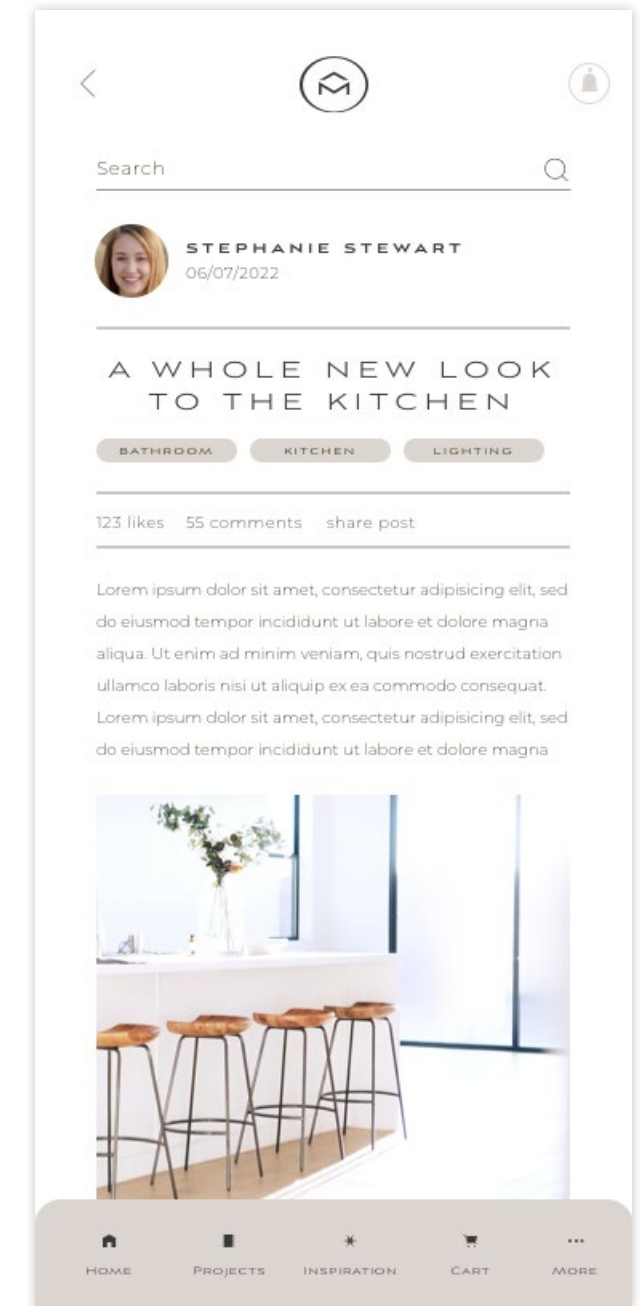 Search
STEPHANIE STEWART
06/07/2022
A WHOLE NEW LOOK
TO THE KITCHEN
BATHROOM KITCHEN LIGHTING
123 likes 55 comments share post
Lorem ipsum dolor sit amet, consectetur adipisicing elit, sed
do eiusmod tempor incididunt ut labore et dolore magna
aliqua. Ut enim ad minim veniam, quis nostrud exercitation
ullamco laboris nisi ut aliquip ex ea commodo consequat.
Lorem ipsum dolor sit amet, consectetur adipisicing elit, sed
do eiusmod tempor incididunt ut labore et dolore magna
HOME PROJECTS INSPIRATION CART MORE